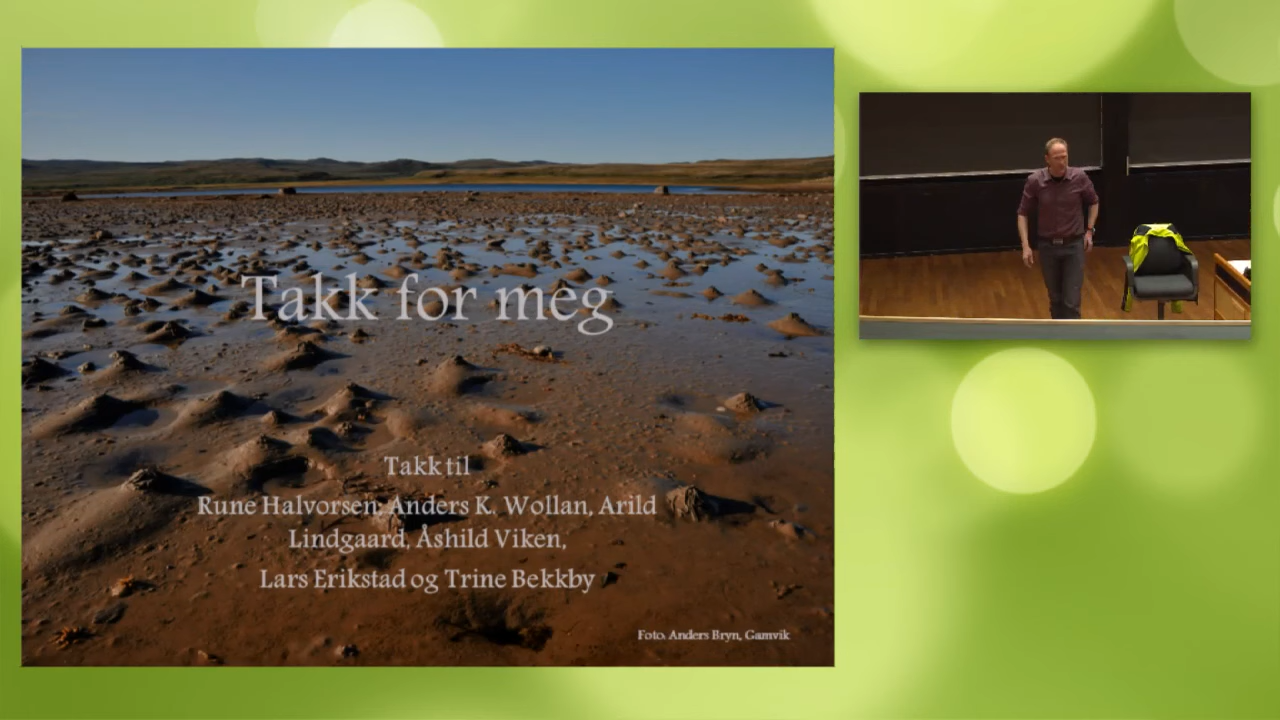 Takk for meg
Takk til
Rune Halvorsen, Anders K. Wollan, Arild
Lindgaard, Åshild Viken,
Lars Erikstad og Trine Bekkby
Foto: Anders Bryn, Gamvik